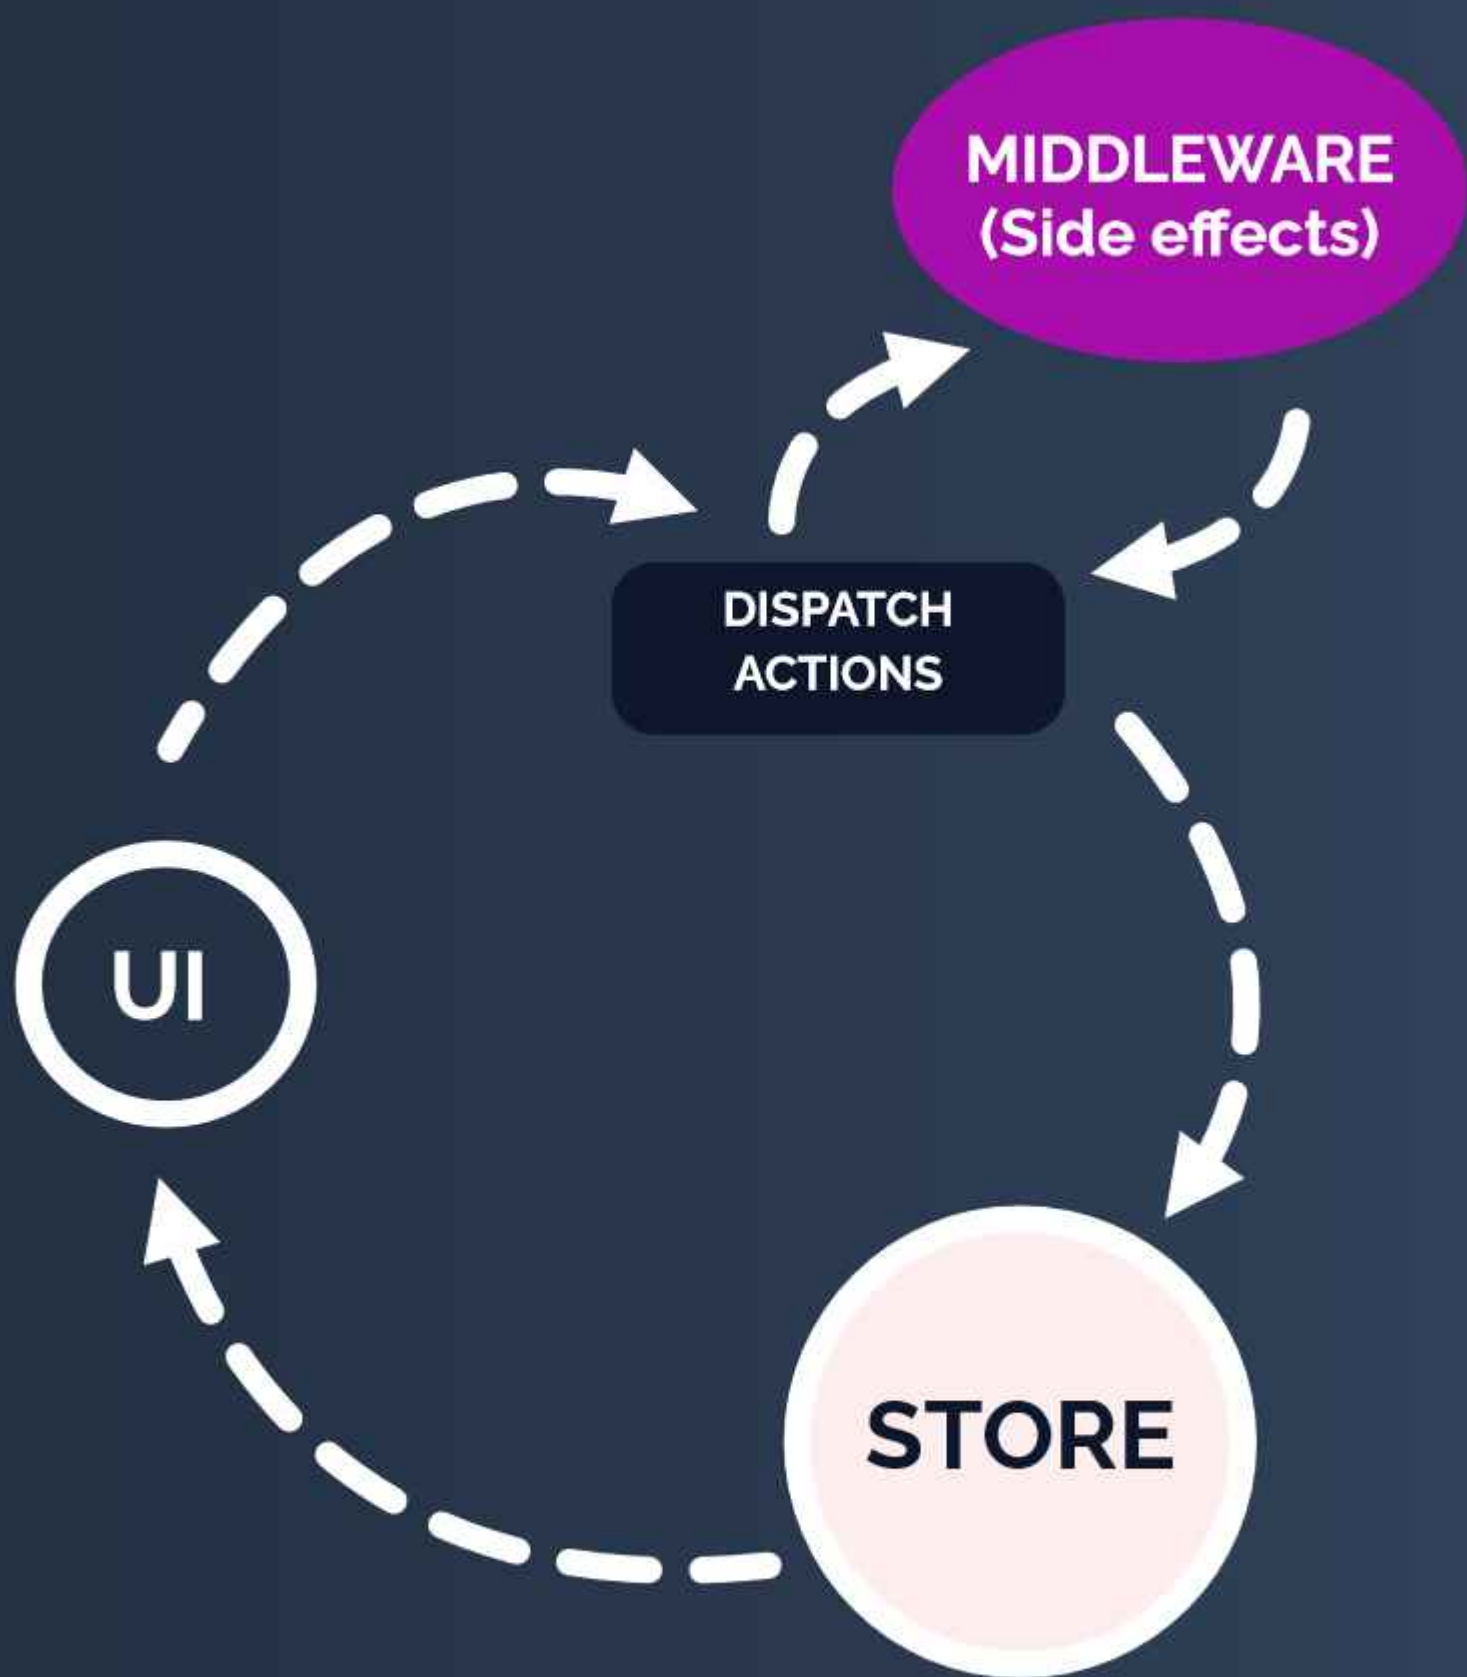 MIDDLEWARE
(Side effects)
DISPATCH
ACTIONS
UI
STORE